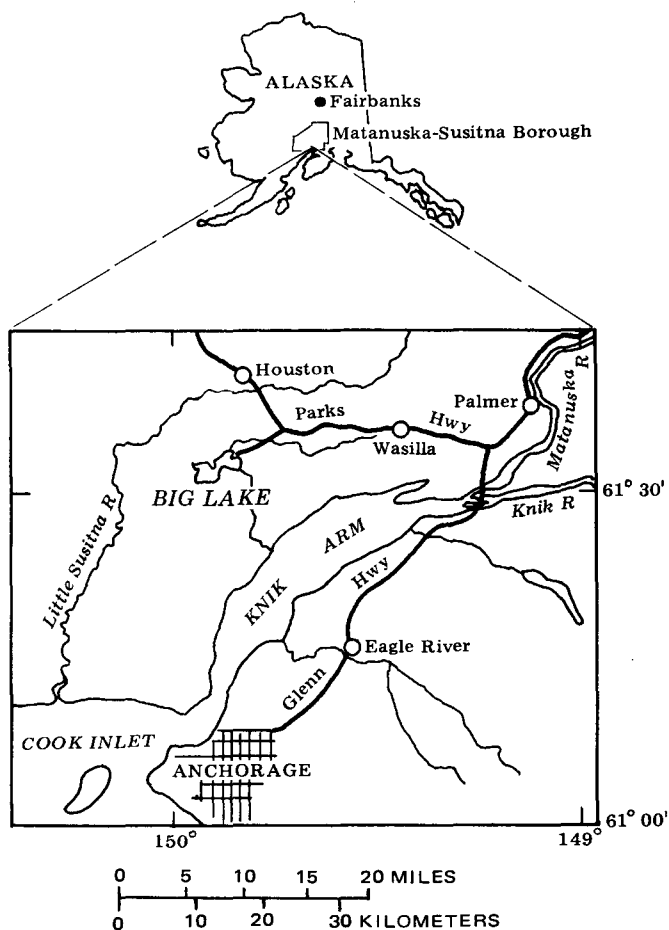 ALASKA
Fairbanks
Matanuska-Susitna Borough
Houston
Parks
Hwy
Palmer
Wasilla
Matanuska R
BIG LAKE
61° 30'
Knik R
Little Susitna R
KNIK ARM
Hwy
Eagle River
Glenn
COOK INLET
ANCHORAGE
61° 00'
150°
149°
0 5 10 15 20 MILES
0 10 20 30 KILOMETERS